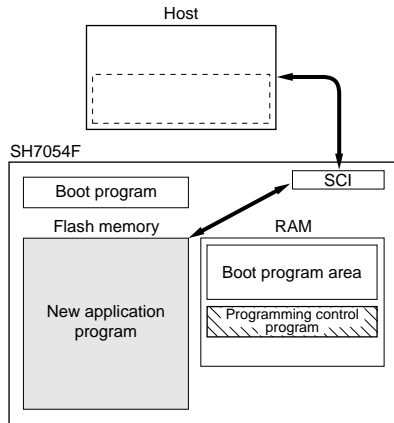 Host
SH7054F
SCI
Boot program
Flash memory
RAM
Boot program area
New application
program
Programming control
program